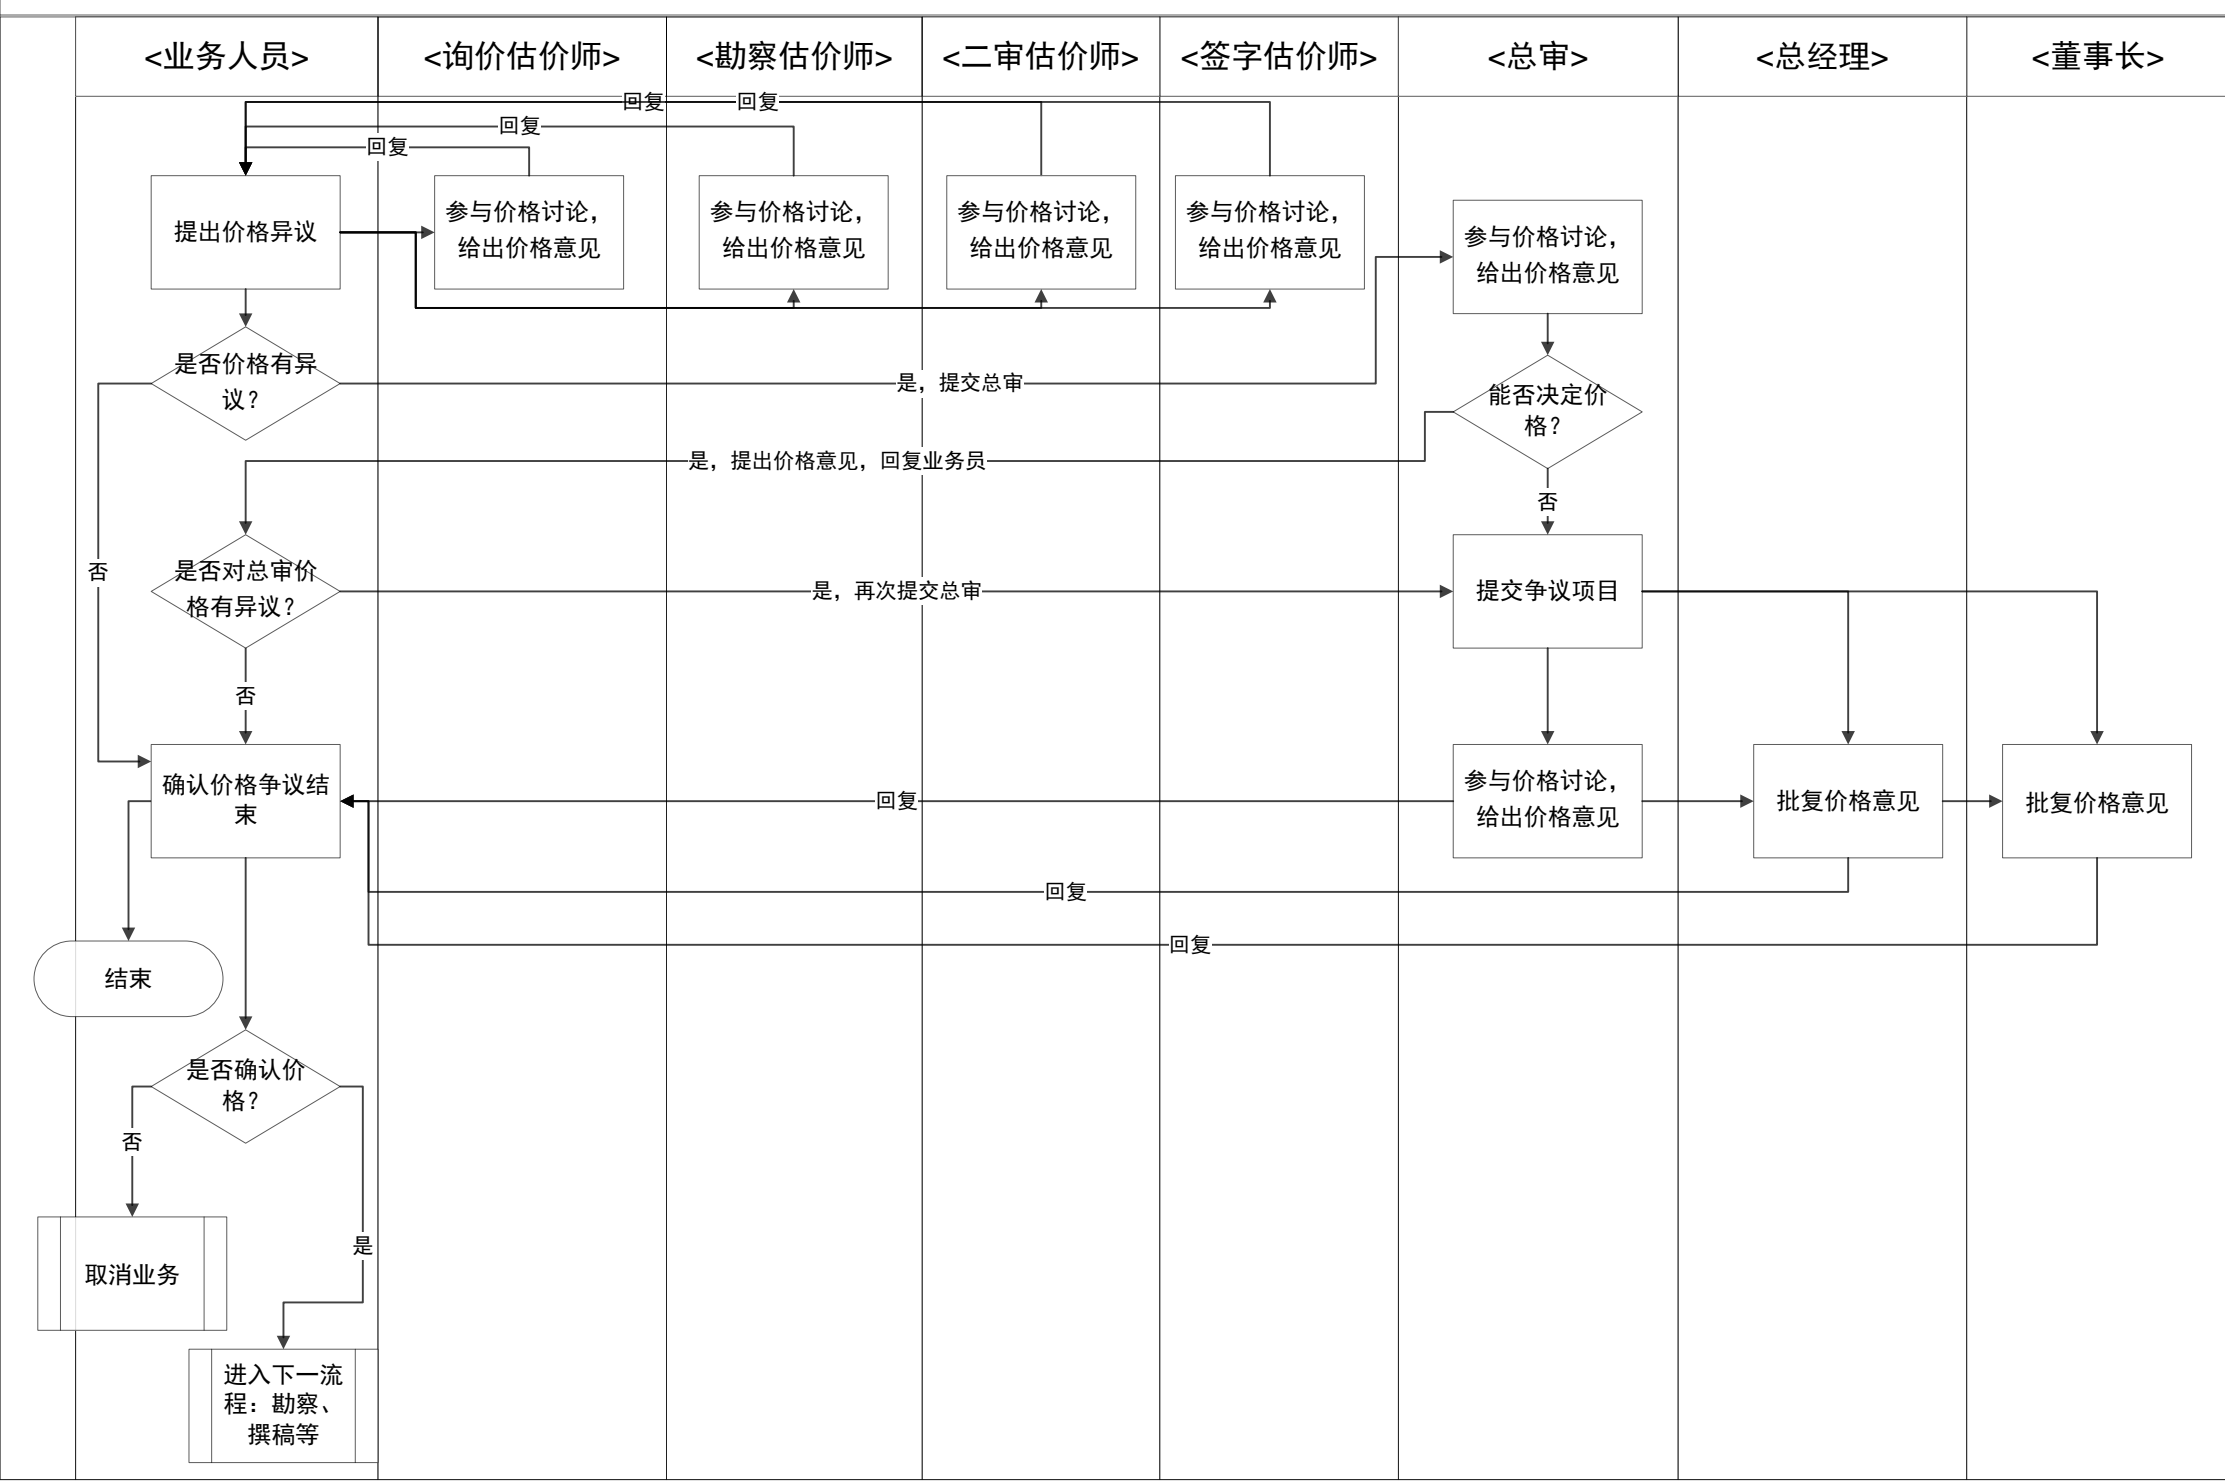 <业务人员>
<询价估价师>
<勘察估价师>
<二审估价师>
<签字估价师>
<总审>
<总经理>
<董事长>
回复
回复
回复
回复
提出价格异议
参与价格讨论，
给出价格意见
参与价格讨论，
给出价格意见
参与价格讨论，
给出价格意见
参与价格讨论，
给出价格意见
参与价格讨论，
给出价格意见
是否价格有异
议？
是，提交总审
能否决定价
格？
是，提出价格意见，回复业务员
否
否
是否对总审价
格有异议？
是，再次提交总审
提交争议项目
否
确认价格争议结
束
回复
参与价格讨论，
给出价格意见
批复价格意见
批复价格意见
回复
回复
结束
是否确认价
格？
否
是
取消业务
进入下一流
程：勘察、
撰稿等